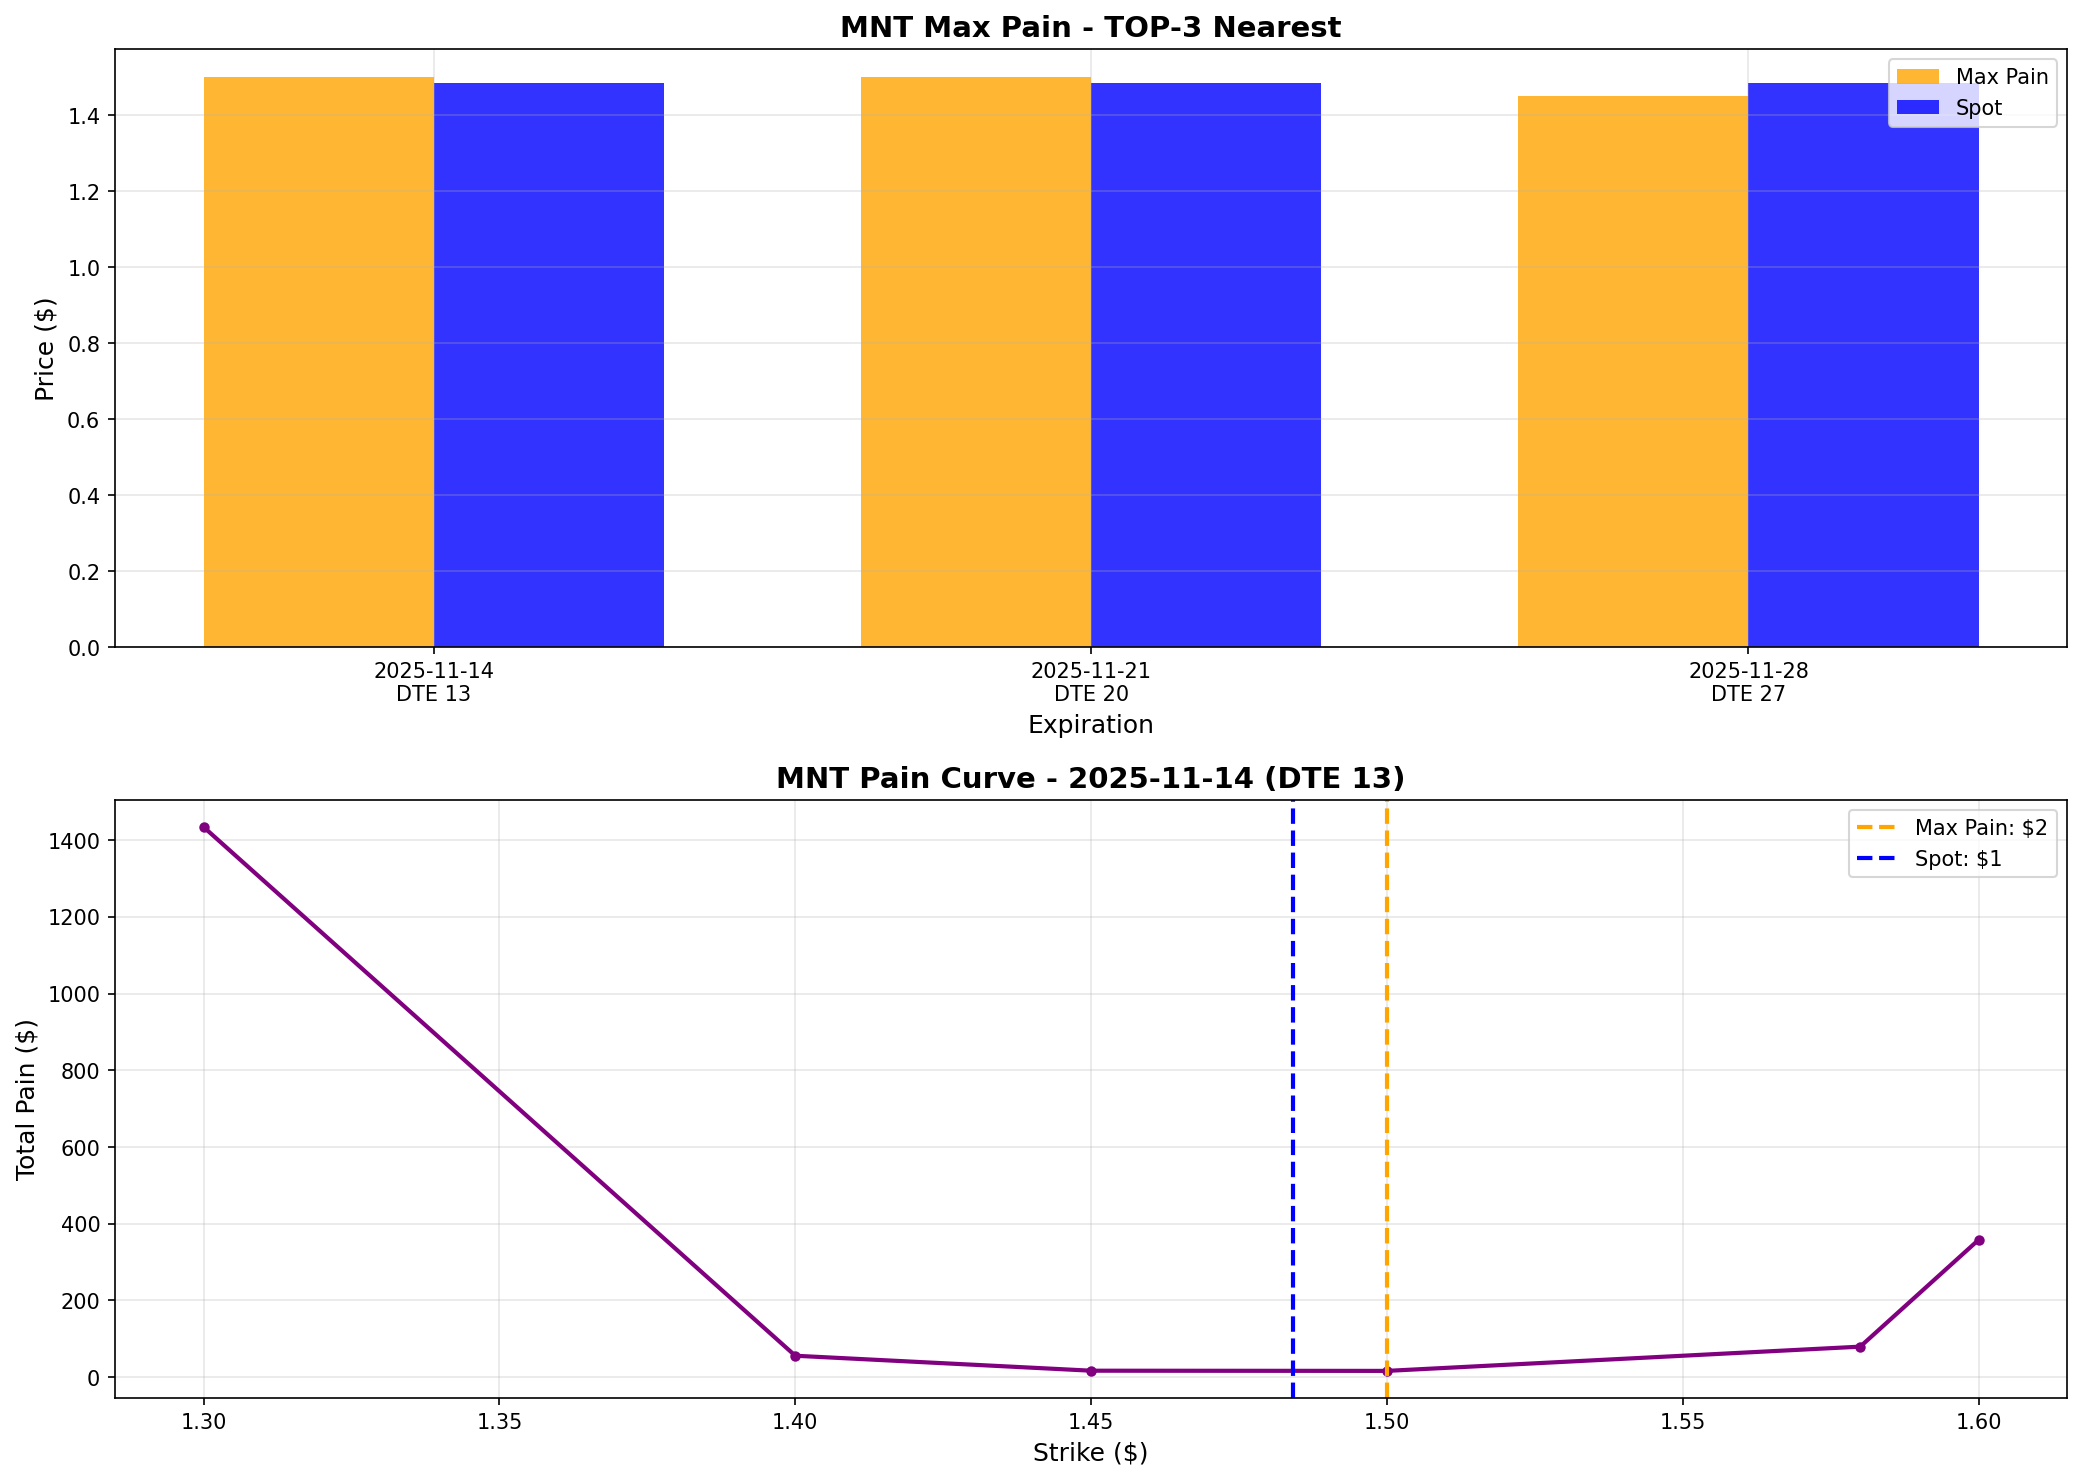 MNT Max Pain - TOP-3 Nearest
Max Pain
Spot
Price ($)
1.4
1.2
1.0
0.8
0.6
0.4
0.2
0.0
2025-11-14
DTE 13
2025-11-21
DTE 20
2025-11-28
DTE 27
Expiration
MNT Pain Curve - 2025-11-14 (DTE 13)
Max Pain: $2
Spot: $1
Total Pain ($)
1400
1200
1000
800
600
400
200
0
1.30
1.35
1.40
1.45
1.50
1.55
1.60
Strike ($)